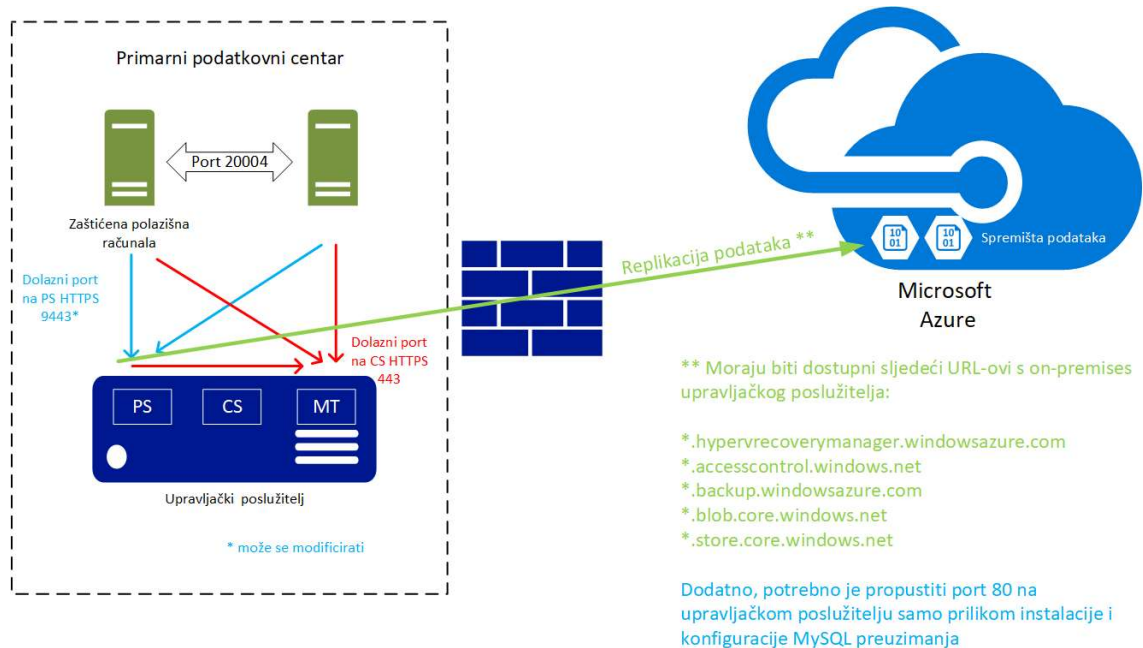 Primarni podatkovni centar
Port 20004
Zaštićena polazišna
računala
Dolazni port
na PS HTTPS
9443*
Dolazni port
na CS HTTPS
443
PS
CS
MT
Upravljački poslužitelj
* može se modificirati
Replikacija podataka **
10
01
10
01
Spremišta podataka
Microsoft
Azure
** Moraju biti dostupni sljedeći URL-ovi s on-premises
upravljačkog poslužitelja:
*.hypervrecoverymanager.windowsazure.com
*.accesscontrol.windows.net
*.backup.windowsazure.com
*.blob.core.windows.net
*.store.core.windows.net
Dodatno, potrebno je propustiti port 80 na
upravljačkom poslužitelju samo prilikom instalacije i
konfiguracije MySQL preuzimanja